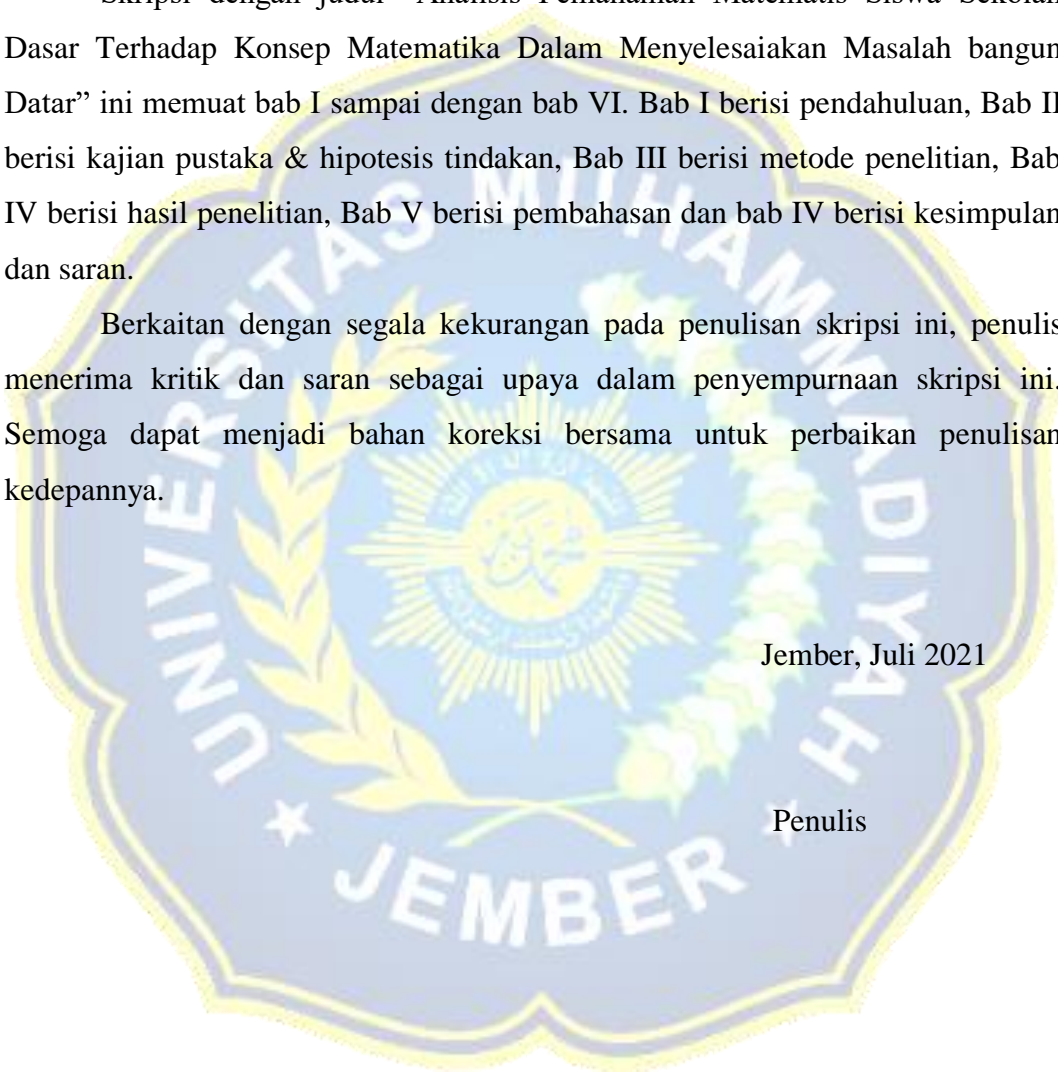 Skripsi dengan judul “Analisis Pemahaman Matematis Siswa Sekolah
Dasar Terhadap Konsep Matematika Dalam Menyelesaiakan Masalah bangun
Datar” ini memuat bab I sampai dengan bab VI. Bab I berisi pendahuluan, Bab II
berisi kajian pustaka & hipotesis tindakan, Bab III berisi metode penelitian, Bab
IV berisi hasil penelitian, Bab V berisi pembahasan dan bab IV berisi kesimpulan
dan saran.
Berkaitan dengan segala kekurangan pada penulisan skripsi ini, penulis
menerima kritik dan saran sebagai upaya dalam penyempurnaan skripsi ini.
Semoga dapat menjadi bahan koreksi bersama untuk perbaikan penulisan
kedepannya.
Jember, Juli 2021
Penulis
UNIVERSITAS MUHAMMADIYAH
JEMBER